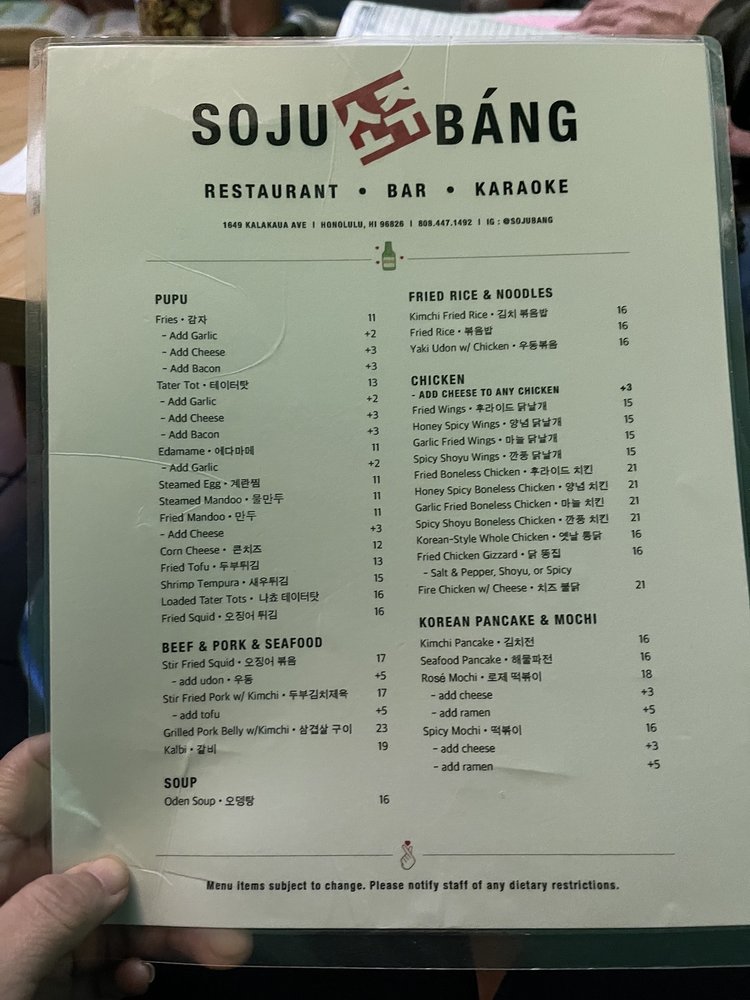 SOJU 소주 BÁNG
RESTAURANT • BAR • KARAOKE
1649 KALAKAUA AVE | HONOLULU, HI 96826 | 808.447.1492 | IG : @SOJUBANG
PUPU
Fries • 감자 11
- Add Garlic +2
- Add Cheese +3
- Add Bacon +3
Tater Tot • 테이터탓 13
- Add Garlic +2
- Add Cheese +3
- Add Bacon +3
Edamame • 에다마메 11
- Add Garlic +2
Steamed Egg • 계란찜 11
Steamed Mandoo • 물만두 11
Fried Mandoo • 만두 11
- Add Cheese +3
Corn Cheese • 콘치즈 12
Fried Tofu • 두부튀김 13
Shrimp Tempura • 새우튀김 15
Loaded Tater Tots • 나쵸 테이터탓 16
Fried Squid • 오징어 튀김 16
BEEF & PORK & SEAFOOD
Stir Fried Squid • 오징어 볶음 17
- add udon • 우동 +5
Stir Fried Pork w/ Kimchi • 두부김치제육 17
- add tofu +5
Grilled Pork Belly w/Kimchi • 삼겹살 구이 23
Kalbi • 갈비 19
SOUP
Oden Soup • 오뎅탕 16
FRIED RICE & NOODLES
Kimchi Fried Rice • 김치 볶음밥 16
Fried Rice • 볶음밥 16
Yaki Udon w/ Chicken • 우동볶음 16
CHICKEN
- ADD CHEESE TO ANY CHICKEN +3
Fried Wings • 후라이드 닭날개 15
Honey Spicy Wings • 양념 닭날개 15
Garlic Fried Wings • 마늘 닭날개 15
Spicy Shoyu Wings • 깐풍 닭날개 15
Fried Boneless Chicken • 후라이드 치킨 21
Honey Spicy Boneless Chicken • 양념 치킨 21
Garlic Fried Boneless Chicken • 마늘 치킨 21
Spicy Shoyu Boneless Chicken • 깐풍 치킨 21
Korean-Style Whole Chicken • 옛날 통닭 16
Fried Chicken Gizzard • 닭 똥집 16
- Salt & Pepper, Shoyu, or Spicy
Fire Chicken w/ Cheese • 치즈 불닭 21
KOREAN PANCAKE & MOCHI
Kimchi Pancake • 김치전 16
Seafood Pancake • 해물파전 16
Rosé Mochi • 로제 떡볶이 18
- add cheese +3
- add ramen +5
Spicy Mochi • 떡볶이 16
- add cheese +3
- add ramen +5
Menu items subject to change. Please notify staff of any dietary restrictions.